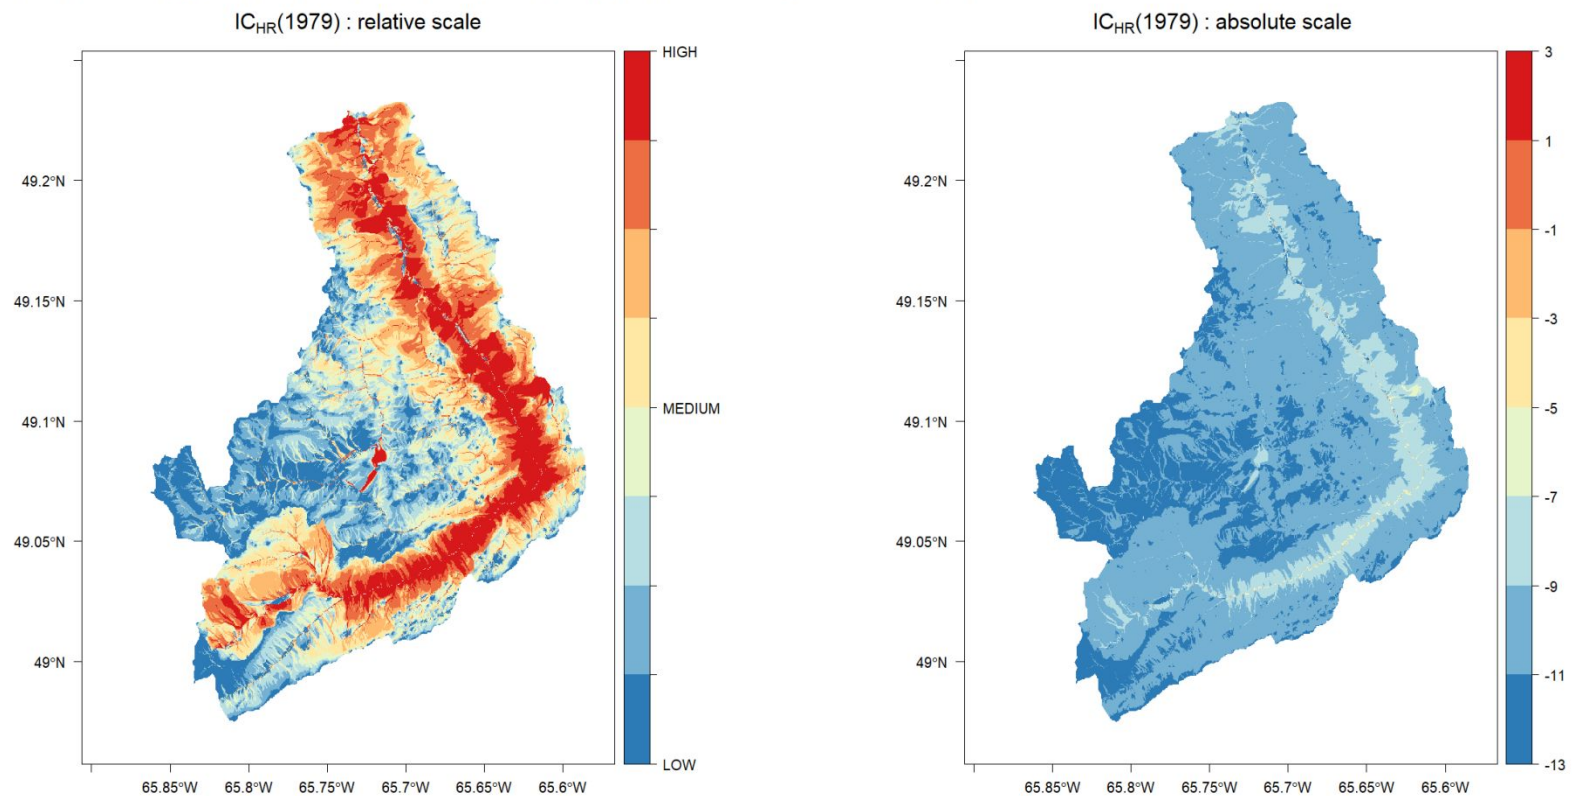 IC_HR(1979) : relative scale
HIGH
MEDIUM
LOW
49.2°N
49.15°N
49.1°N
49.05°N
49°N
65.85°W 65.8°W 65.75°W 65.7°W 65.65°W 65.6°W
IC_HR(1979) : absolute scale
3
1
-1
-3
-5
-7
-9
-11
-13
49.2°N
49.15°N
49.1°N
49.05°N
49°N
65.85°W 65.8°W 65.75°W 65.7°W 65.65°W 65.6°W